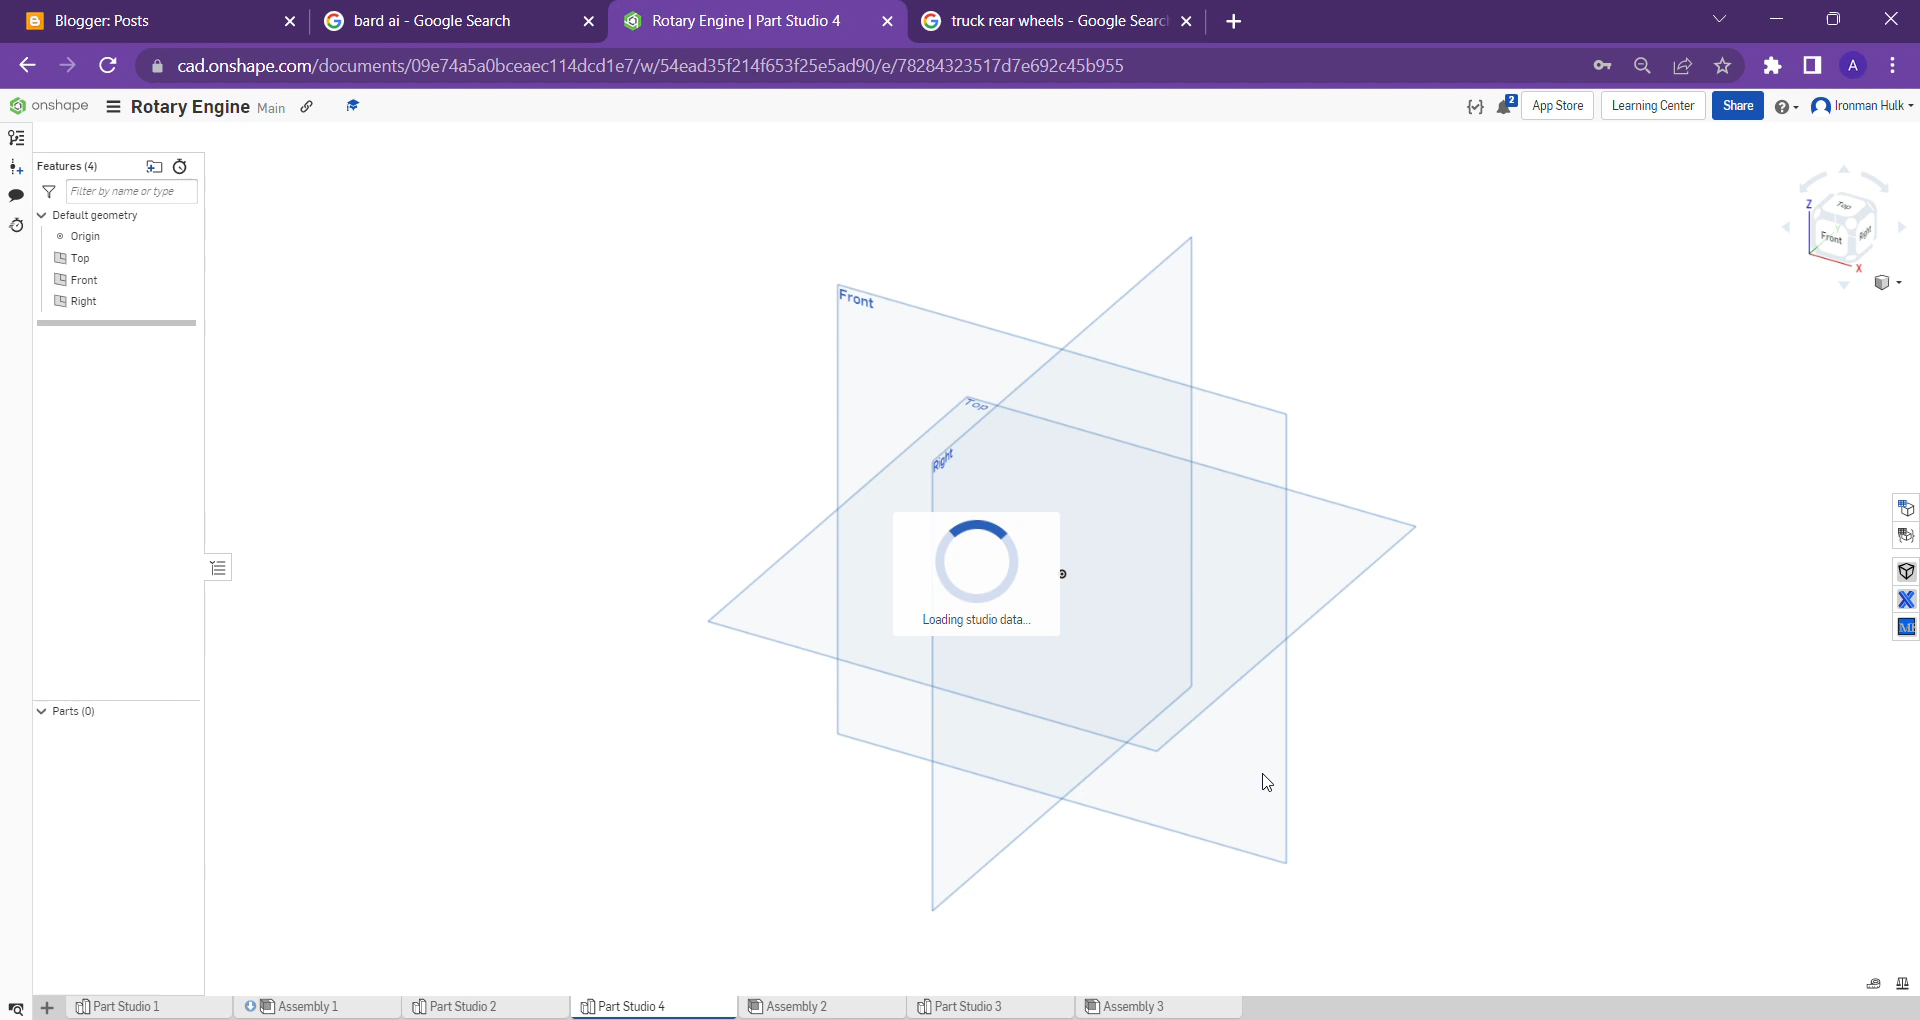 Blogger: Posts
bard ai - Google Search
Rotary Engine | Part Studio 4
truck rear wheels - Google Searc
cad.onshape.com/documents/09e74a5a0bceaec114dcd1e7/w/54ead35f214f653f25e5ad90/e/78284323517d7e692c45b955
A
onshape
Rotary Engine Main
2
App Store
Learning Center
Share
Ironman Hulk
Features (4)
Filter by name or type
Default geometry
Origin
Top
Front
Right
Front
Top
Right
Loading studio data...
Z
Top
Front
Right
X
Parts (0)
Part Studio 1
Assembly 1
Part Studio 2
Part Studio 4
Assembly 2
Part Studio 3
Assembly 3